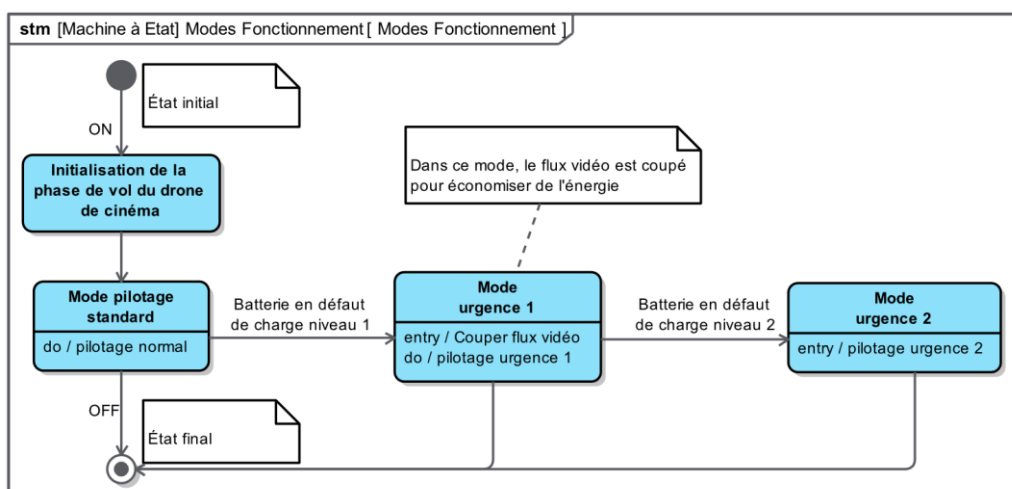 stm [Machine à Etat] Modes Fonctionnement [ Modes Fonctionnement ]
État initial
ON
Initialisation de la
phase de vol du drone
de cinéma
Dans ce mode, le flux vidéo est coupé
pour économiser de l'énergie
Mode pilotage
standard
do / pilotage normal
Batterie en défaut
de charge niveau 1
Mode
urgence 1
entry / Couper flux vidéo
do / pilotage urgence 1
Batterie en défaut
de charge niveau 2
Mode
urgence 2
entry / pilotage urgence 2
OFF
État final